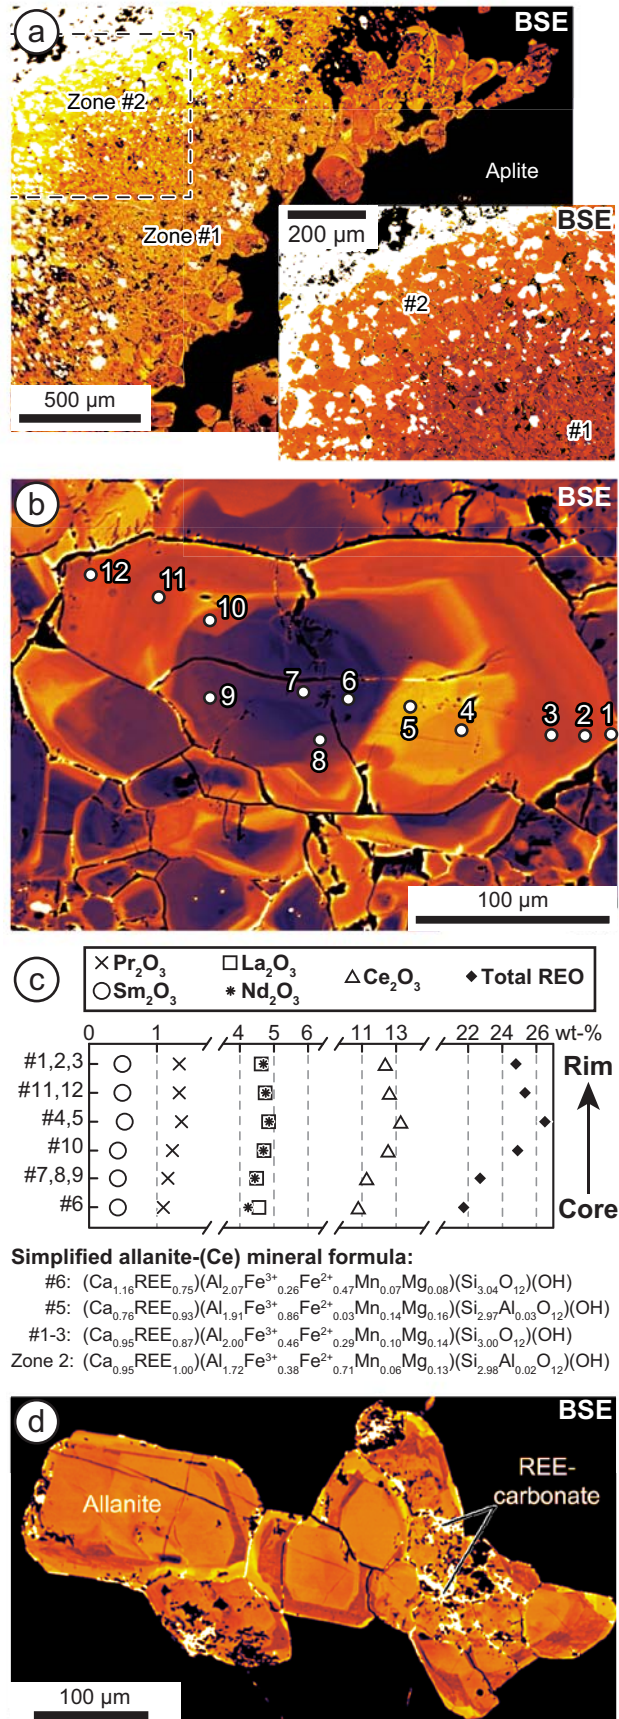 a
BSE
Zone #2
Aplite
Zone #1
200 µm
BSE
#2
#1
500 µm
b
BSE
12
11
10
9
7
6
8
5
4
3
2
1
100 µm
c
× Pr₂O₃ □ La₂O₃ △ Ce₂O₃ ◆ Total REO
○ Sm₂O₃ * Nd₂O₃
0 1 4 5 6 11 13 22 24 26 wt-%
#1,2,3 Rim
#11,12
#4,5
#10
#7,8,9
#6 Core
Simplified allanite-(Ce) mineral formula:
#6: (Ca₁.₁₆REE₀.₇₅)(Al₂.₀₇Fe³⁺₀.₂₆Fe²⁺₀.₄₇Mn₀.₀₇Mg₀.₀₈)(Si₃.₀₄O₁₂)(OH)
#5: (Ca₀.₇₆REE₀.₉₃)(Al₁.₉₁Fe³⁺₀.₈₆Fe²⁺₀.₀₃Mn₀.₁₄Mg₀.₁₆)(Si₂.₉₇Al₀.₀₃O₁₂)(OH)
#1-3: (Ca₀.₉₅REE₀.₈₇)(Al₂.₀₀Fe³⁺₀.₄₆Fe²⁺₀.₂₉Mn₀.₁₀Mg₀.₁₄)(Si₃.₀₀O₁₂)(OH)
Zone 2: (Ca₀.₉₅REE₁.₀₀)(Al₁.₇₂Fe³⁺₀.₃₈Fe²⁺₀.₇₁Mn₀.₀₆Mg₀.₁₃)(Si₂.₉₈Al₀.₀₂O₁₂)(OH)
d
BSE
Allanite
REE-
carbonate
100 µm